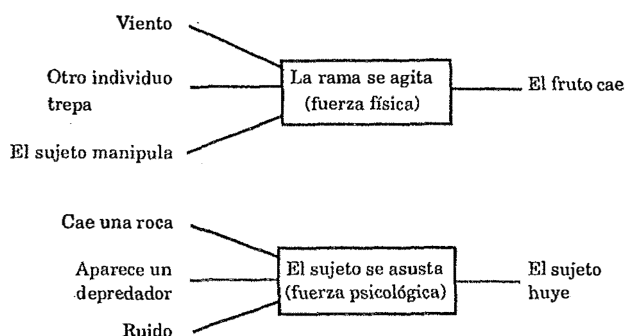 Viento
Otro individuo
trepa
El sujeto manipula
La rama se agita
(fuerza física)
El fruto cae
Cae una roca
Aparece un
depredador
Ruido
El sujeto se asusta
(fuerza psicológica)
El sujeto
huye